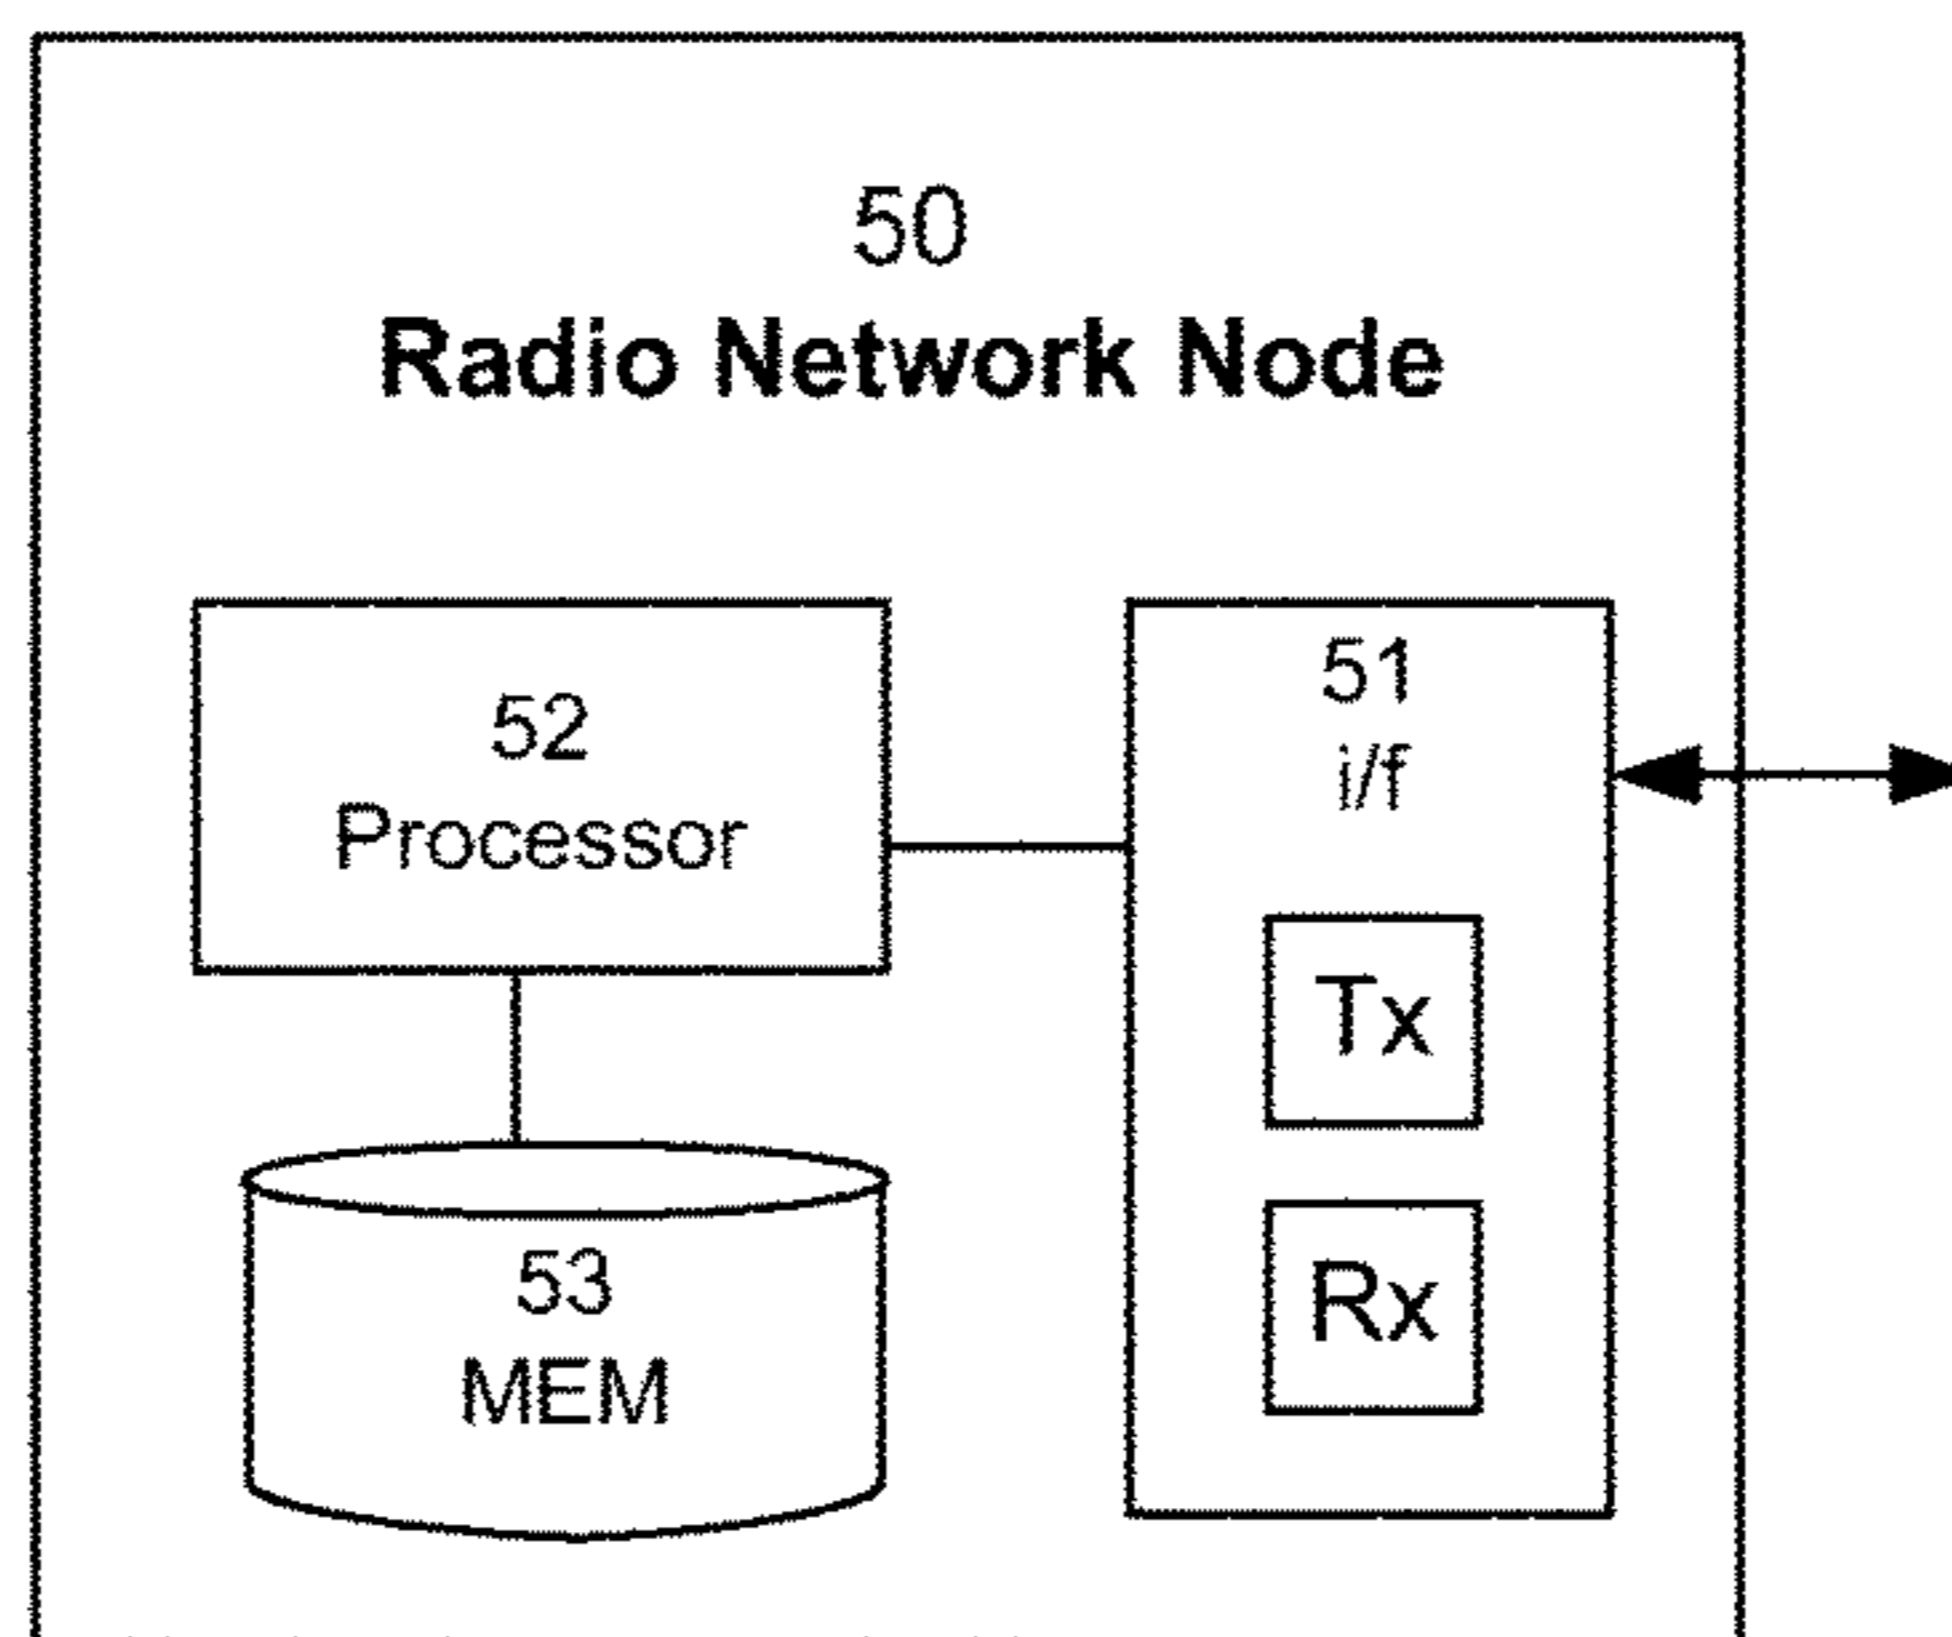 50
Radio Network Node
52
Processor
51
i/f
Tx
Rx
53
MEM